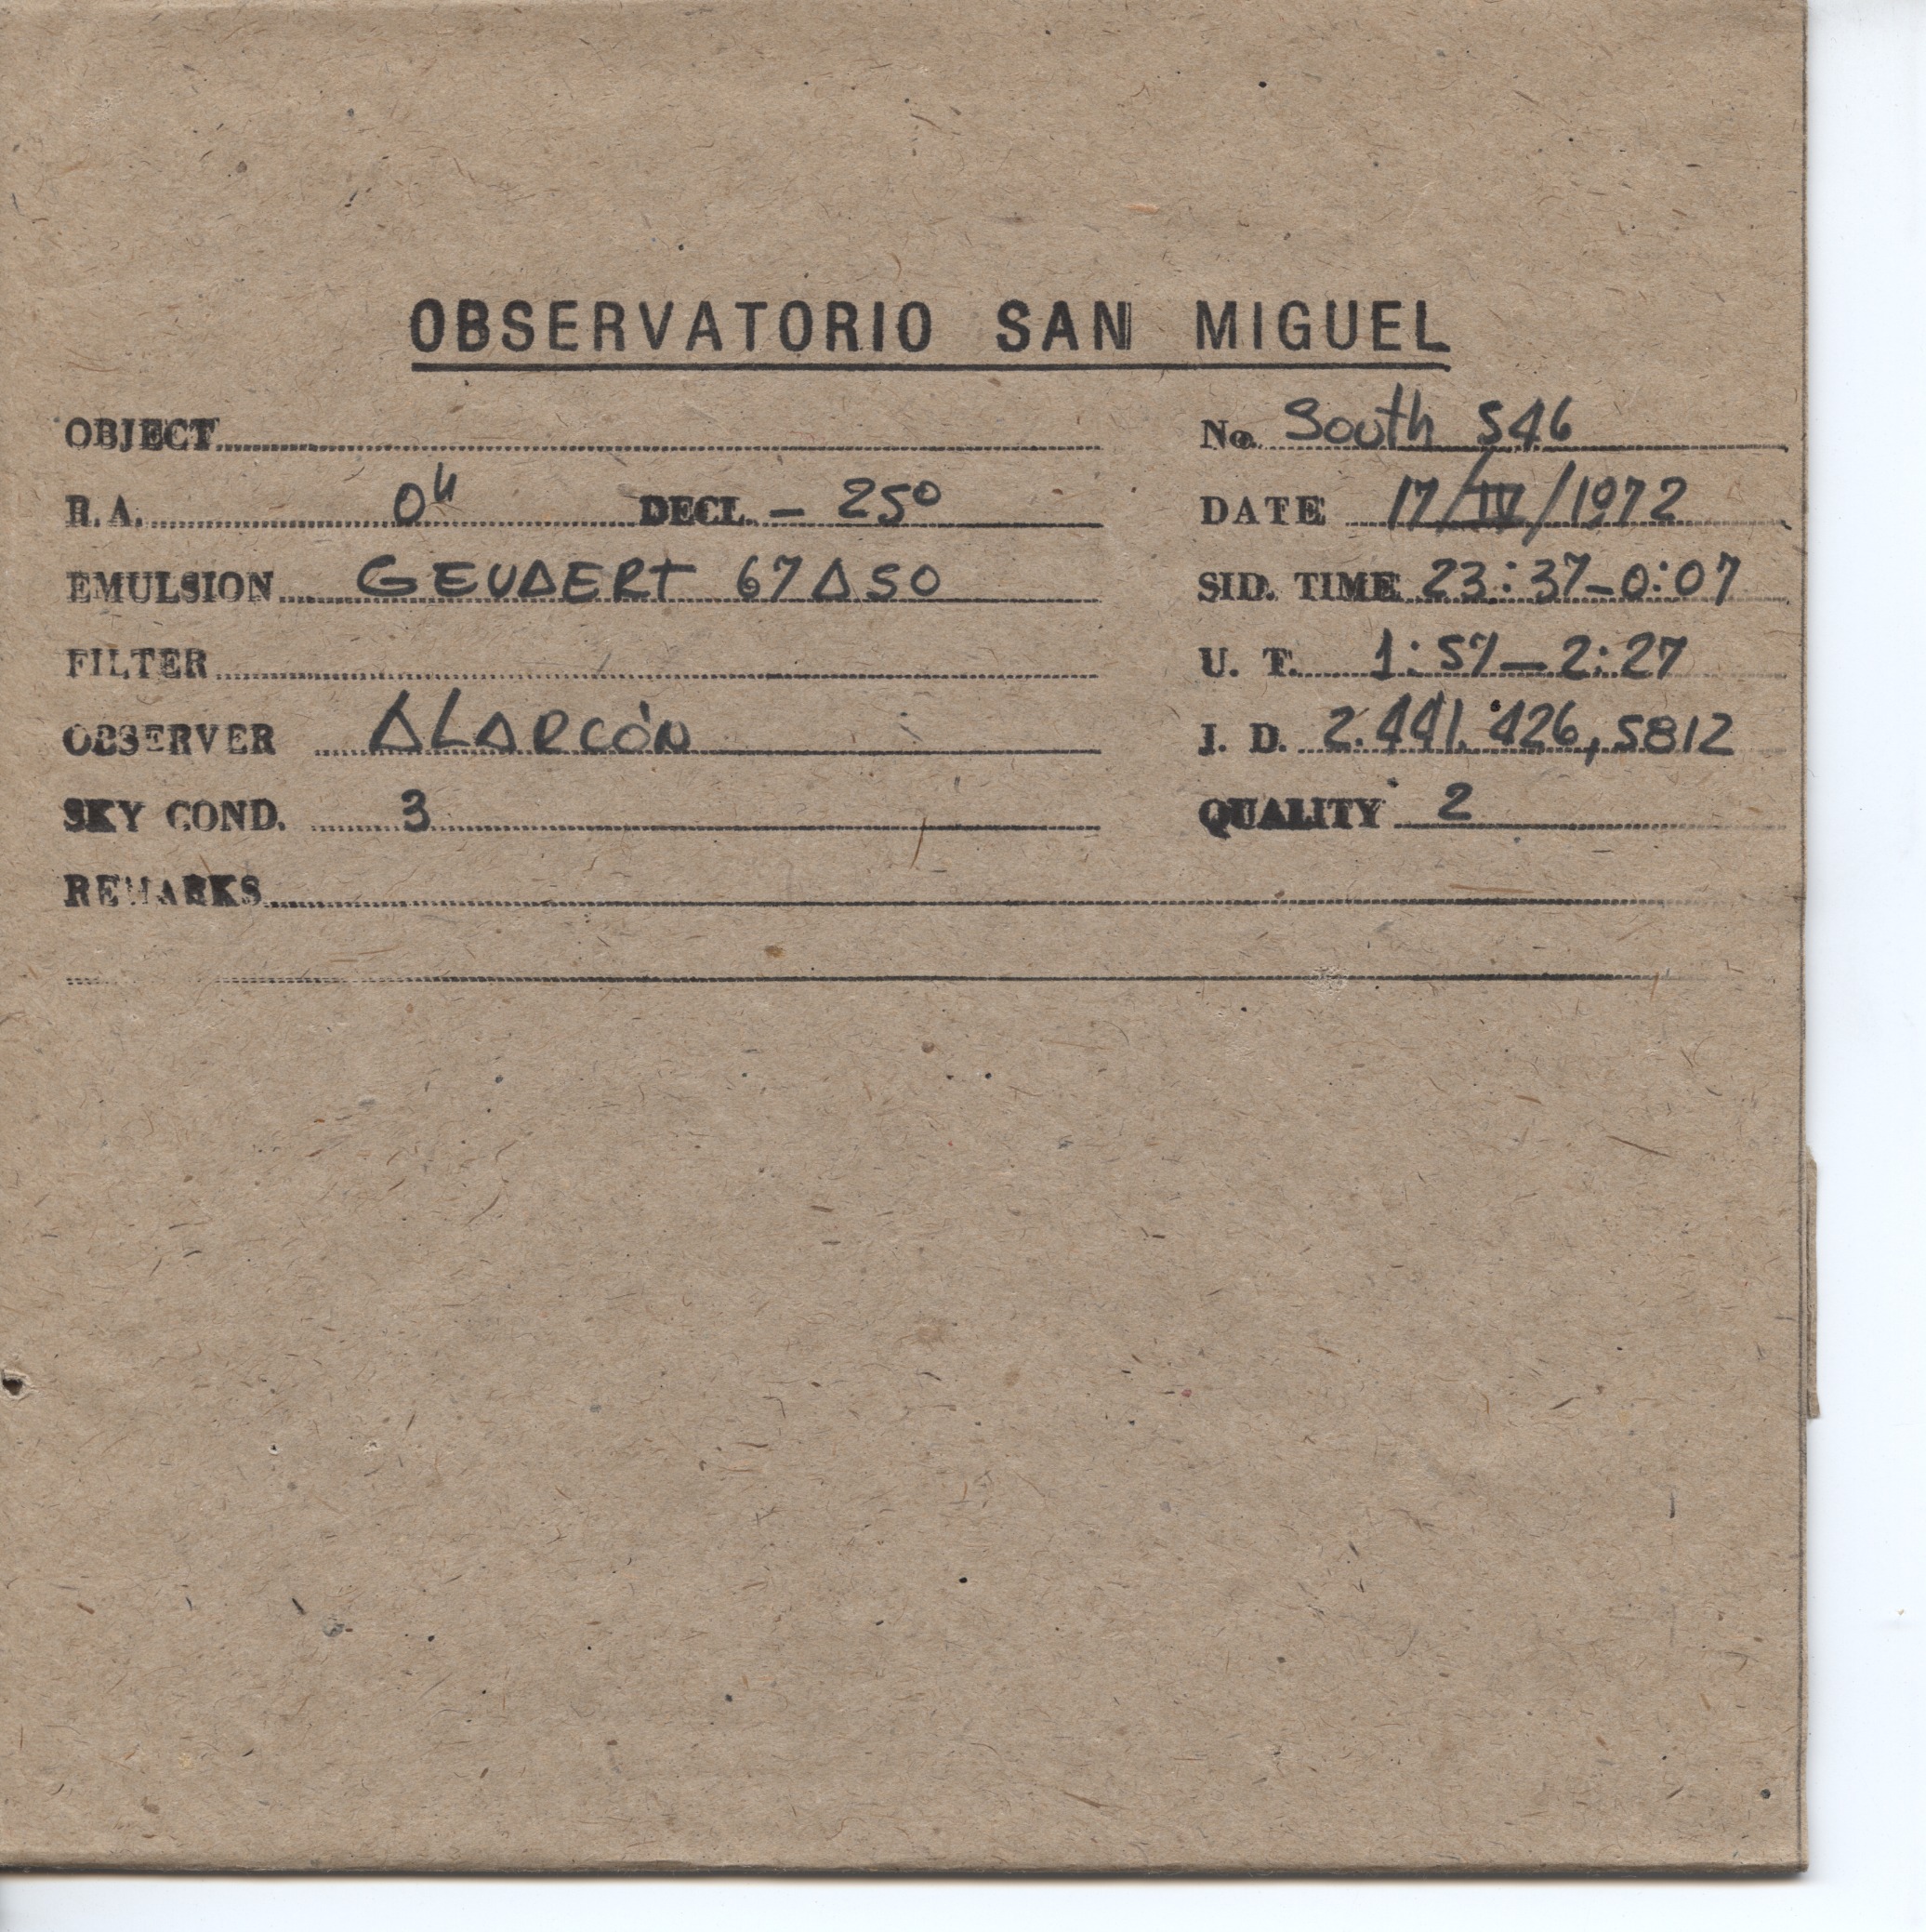 OBSERVATORIO SAN MIGUEL
OBJECT
No. South 546
R.A. 0h DECL. - 25º
DATE 17/IV/1972
EMULSION GEVAERT 67A50
SID. TIME 23:37-0:07
FILTER
U. T. 1:57-2:27
OBSERVER ALARCÓN
J. D. 2.441.426,5812
SKY COND. 3
QUALITY 2
REMARKS